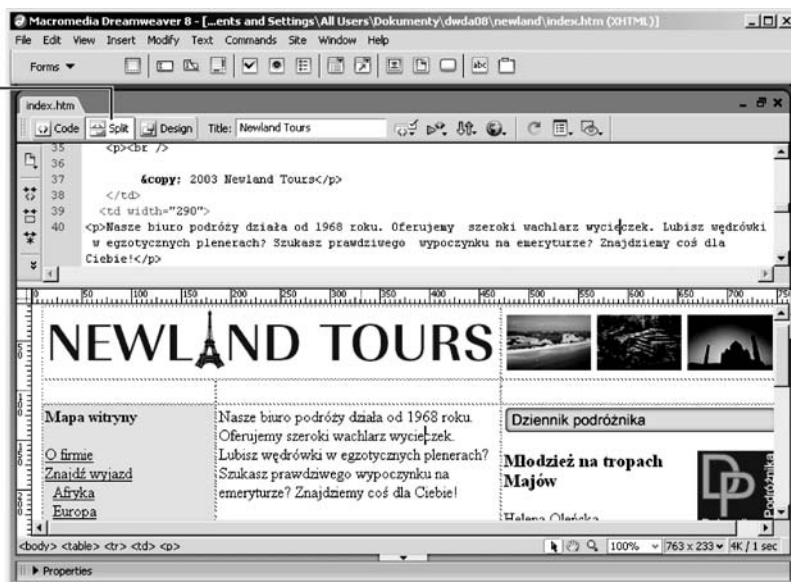 Macromedia Dreamweaver 8 - [...ents and Settings\All Users\Dokumenty\dwda08\newland\index.htm (XHTML)]
File Edit View Insert Modify Text Commands Site Window Help
Forms
abc
index.htm
Code Split Design Title: Newland Tours
35 <p><br />
36
37 &copy; 2003 Newland Tours</p>
38 </td>
39 <td width="290">
40 <p>Nasze biuro podróży działa od 1968 roku. Oferujemy szeroki wachlarz wycieczek. Lubisz wędrówki
w egzotycznych plenerach? Szukasz prawdziwego wypoczynku na emeryturze? Znajdziemy coś dla
Ciebie!</p>
0 50 100 150 200 250 300 350 400 450 500 550 600 650 700 750
NEWLAND TOURS
Mapa witryny
O firmie
Znajdź wyjazd
Afryka
Europa
Nasze biuro podróży działa od 1968 roku.
Oferujemy szeroki wachlarz wycieczek.
Lubisz wędrówki w egzotycznych plenerach?
Szukasz prawdziwego wypoczynku na
emeryturze? Znajdziemy coś dla Ciebie!
Dziennik podróżnika
Młodzież na tropach
Majów
Helena Oleńska
DP
Podróżnika
<body> <table> <tr> <td> <p>
100% 763 x 233 4K / 1 sec
Properties